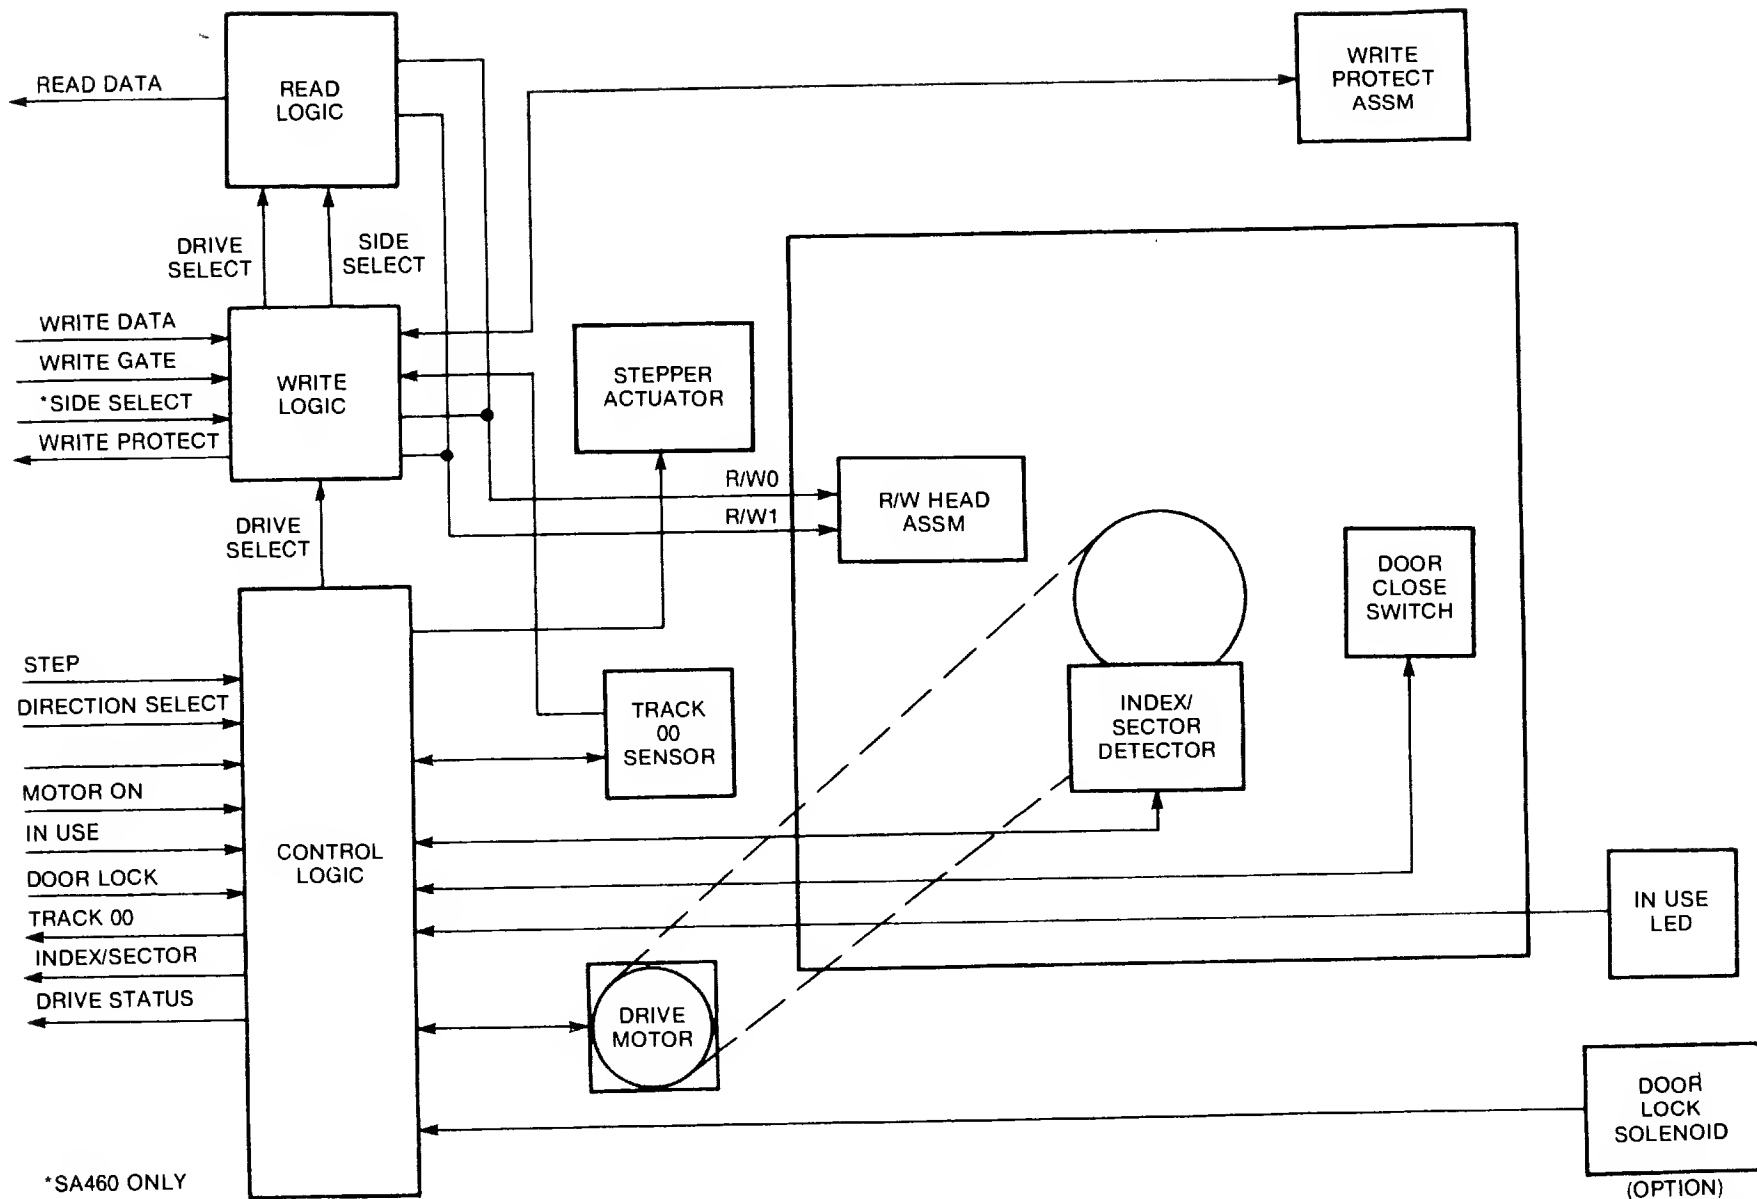 READ DATA
READ
LOGIC
WRITE
PROTECT
ASSM
DRIVE
SELECT
SIDE
SELECT
WRITE DATA
WRITE GATE
*SIDE SELECT
WRITE PROTECT
WRITE
LOGIC
STEPPER
ACTUATOR
R/W0
R/W1
R/W HEAD
ASSM
DRIVE
SELECT
DOOR
CLOSE
SWITCH
STEP
DIRECTION SELECT
MOTOR ON
IN USE
DOOR LOCK
TRACK 00
INDEX/SECTOR
DRIVE STATUS
CONTROL
LOGIC
TRACK
00
SENSOR
INDEX/
SECTOR
DETECTOR
IN USE
LED
DRIVE
MOTOR
DOOR
LOCK
SOLENOID
(OPTION)
*SA460 ONLY